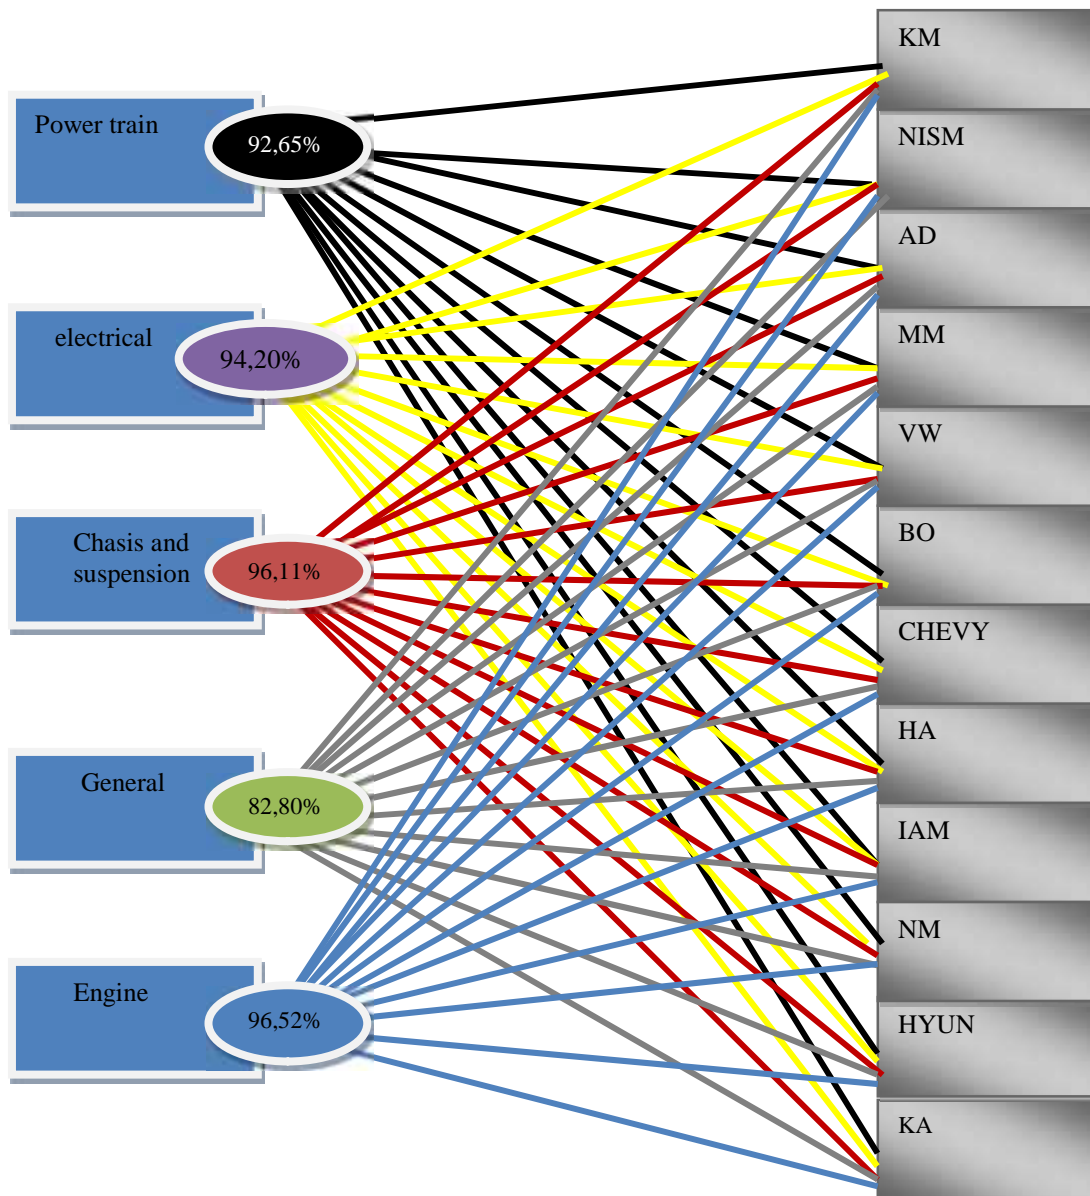 Power train
92,65%
electrical
94,20%
Chasis and
suspension
96,11%
General
82,80%
Engine
96,52%
KM
NISM
AD
MM
VW
BO
CHEVY
HA
IAM
NM
HYUN
KA